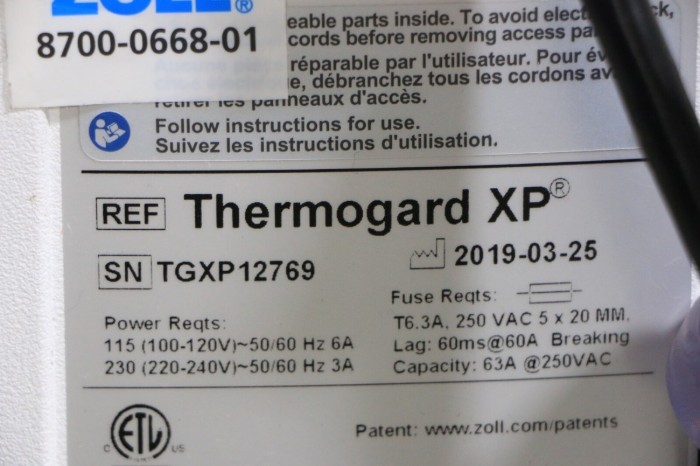 ZOLL®
8700-0668-01
eable parts inside. To avoid elect ck,
cords before removing access pa
réparable par l'utilisateur. Pour év
e, débranchez tous les cordons av
retirer les panneaux d'accès.
Follow instructions for use.
Suivez les instructions d'utilisation.
REF Thermogard XP®
SN TGXP12769
2019-03-25
Power Reqts:
115 (100-120V)~50/60 Hz 6A
230 (220-240V)~50/60 Hz 3A
Fuse Reqts:
T6.3A, 250 VAC 5 x 20 MM,
Lag: 60ms@60A Breaking
Capacity: 63A @250VAC
C ETL US
Patent: www.zoll.com/patents